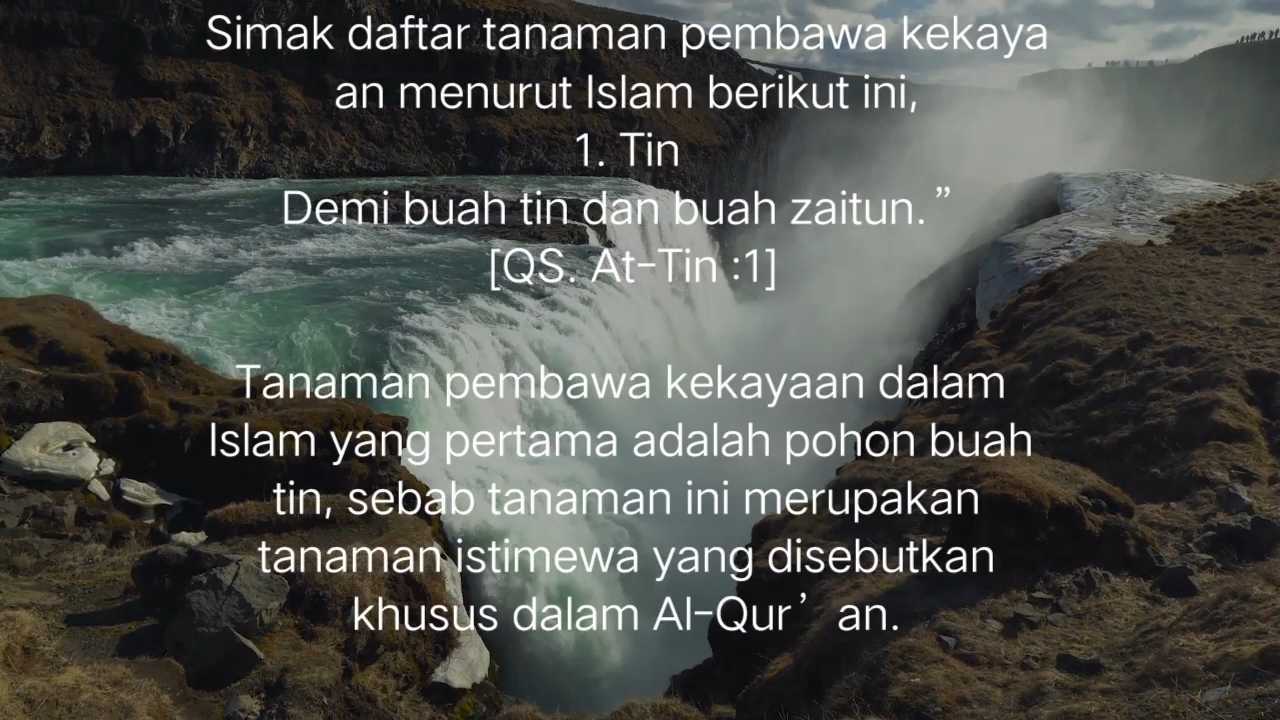 Simak daftar tanaman pembawa kekaya
an menurut Islam berikut ini,
1. Tin
Demi buah tin dan buah zaitun.”
[QS. At-Tin :1]
Tanaman pembawa kekayaan dalam
Islam yang pertama adalah pohon buah
tin, sebab tanaman ini merupakan
tanaman istimewa yang disebutkan
khusus dalam Al-Qur’ an.